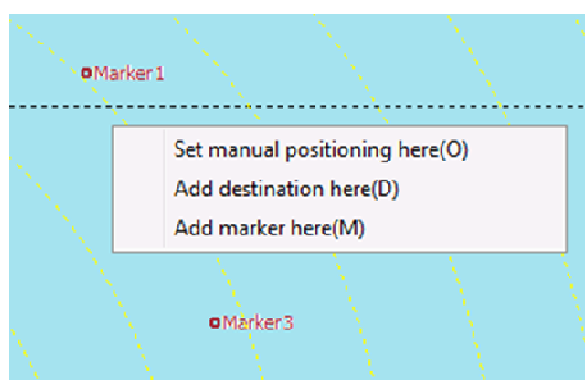 Marker1
Set manual positioning here(O)
Add destination here(D)
Add marker here(M)
Marker3